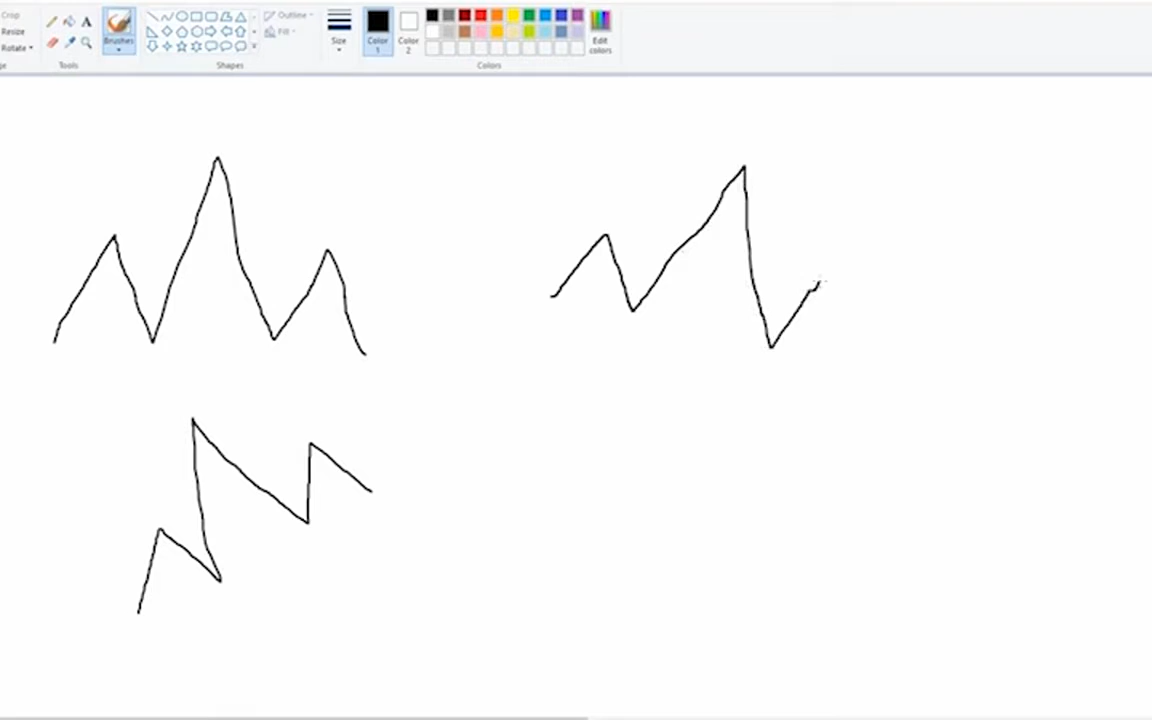 Crop
Resize
Rotate
Tools
Brushes
Shapes
Outline
Fill
Size
Color 1
Color 2
Colors
Edit colors